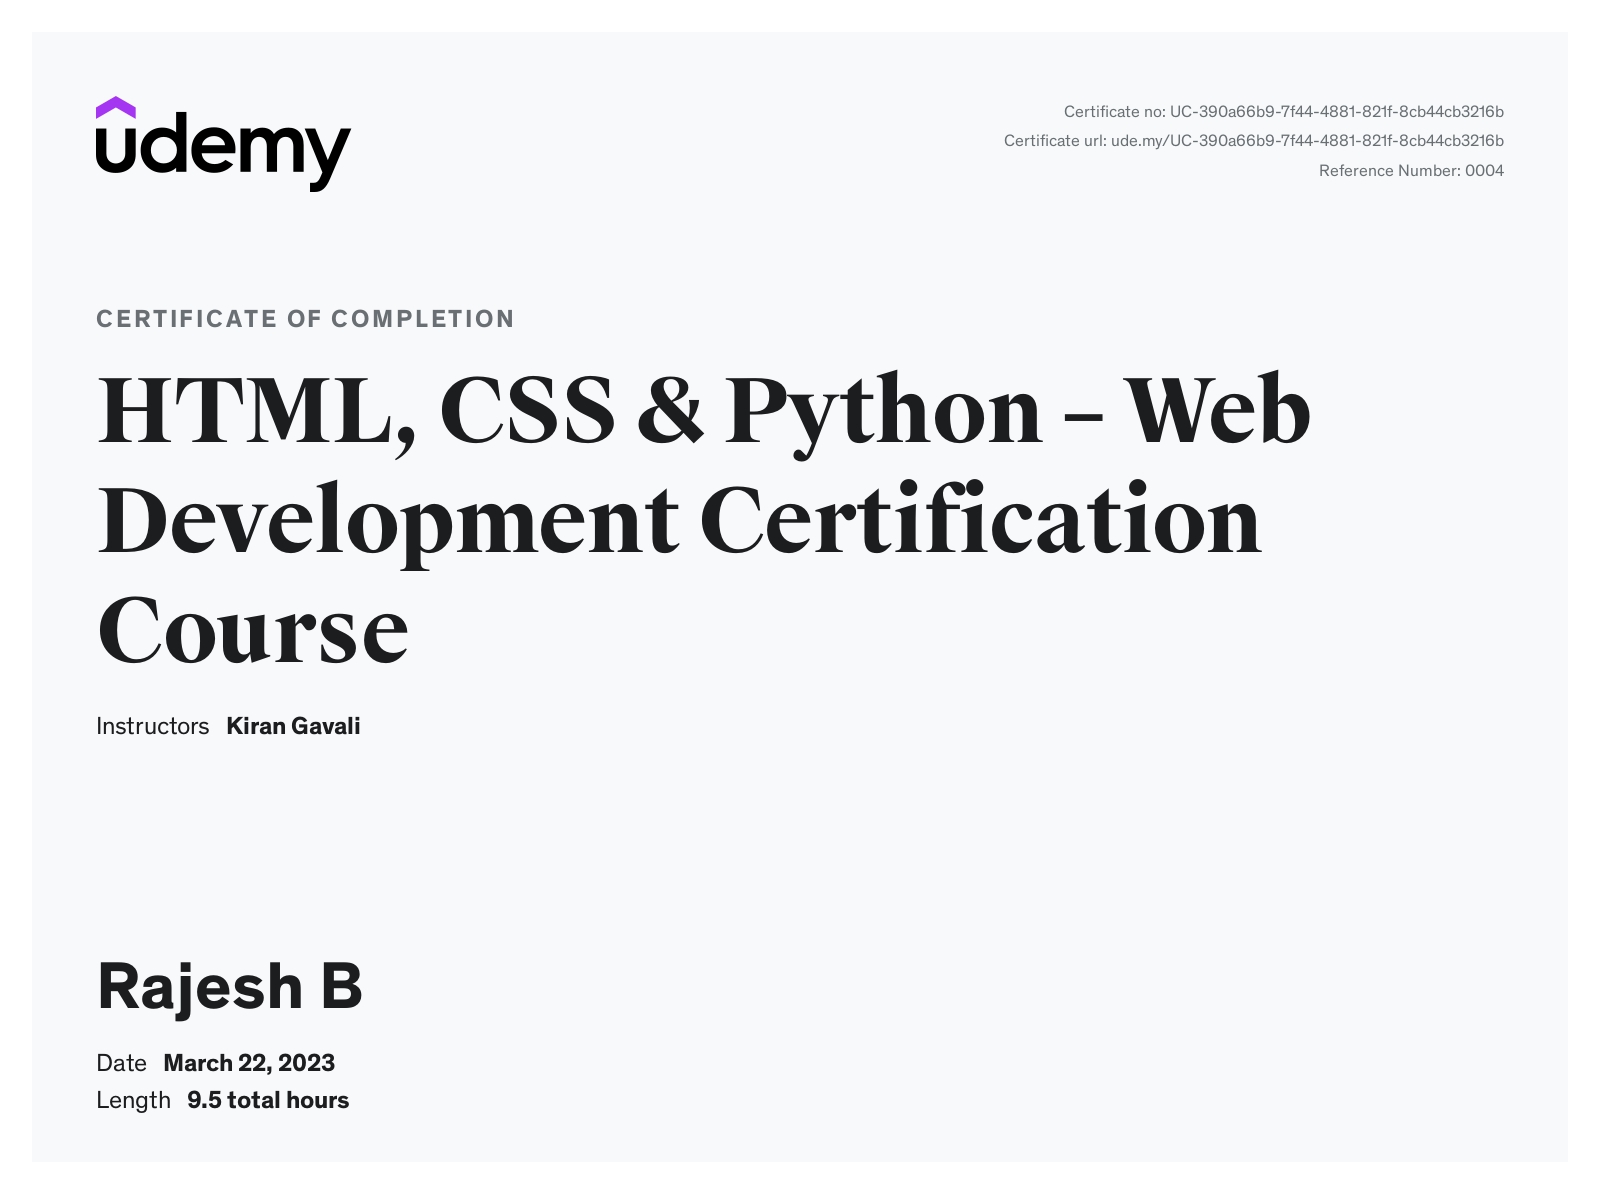 udemy
Certificate no: UC-390a66b9-7f44-4881-821f-8cb44cb3216b
Certificate url: ude.my/UC-390a66b9-7f44-4881-821f-8cb44cb3216b
Reference Number: 0004
CERTIFICATE OF COMPLETION
HTML, CSS & Python – Web
Development Certification
Course
Instructors Kiran Gavali
Rajesh B
Date March 22, 2023
Length 9.5 total hours